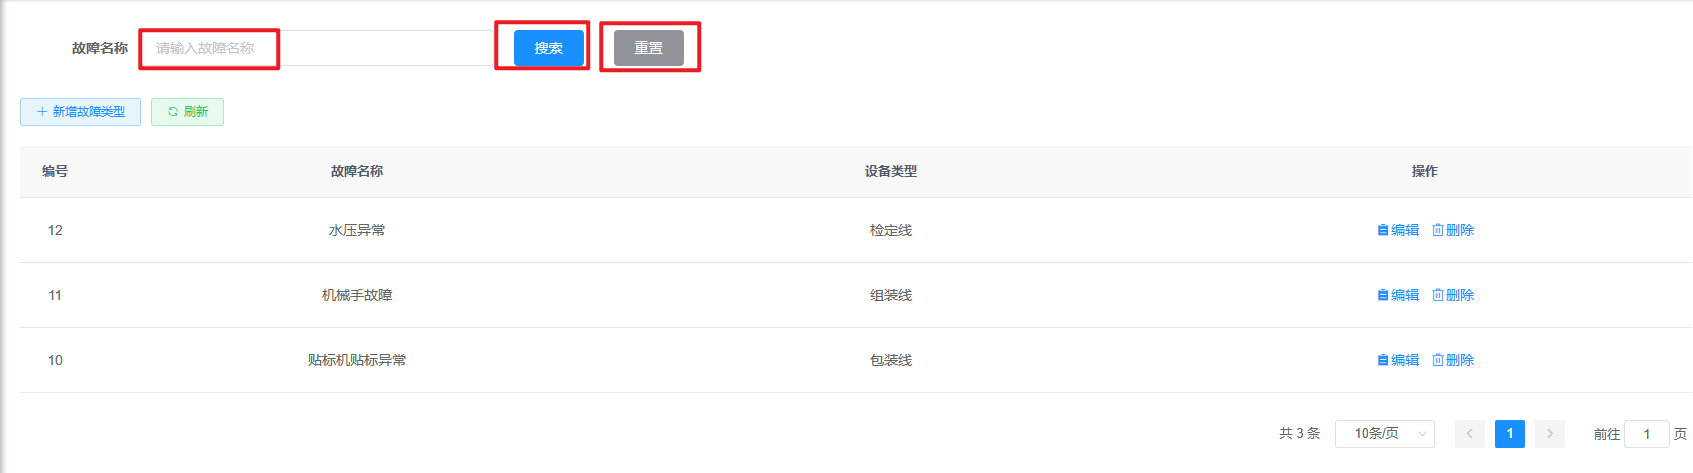 故障名称 请输入故障名称 搜索 重置
新增故障类型 刷新
编号 故障名称 设备类型 操作
12 水压异常 检定线 编辑 删除
11 机械手故障 组装线 编辑 删除
10 贴标机贴标异常 包装线 编辑 删除
共 3 条 10条/页 1 前往 1 页